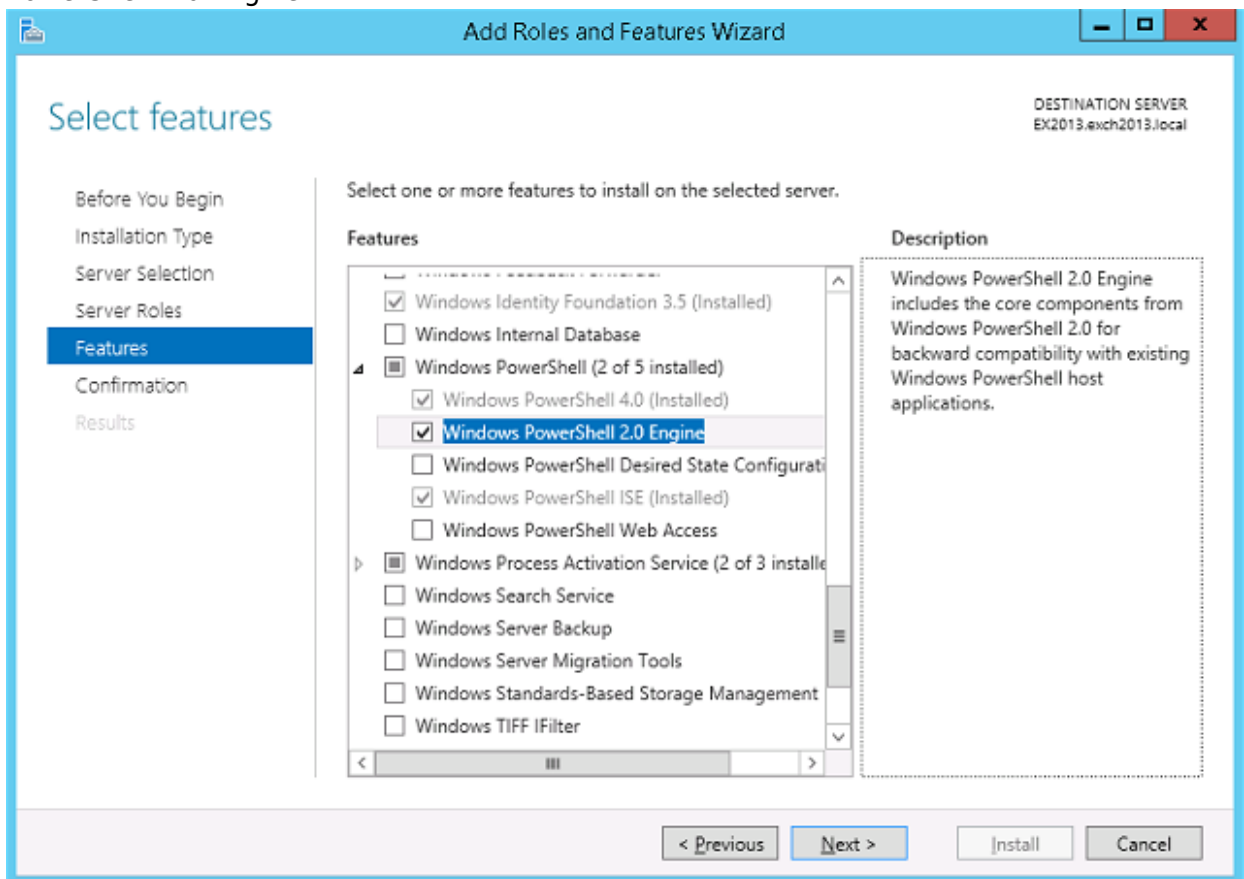 Add Roles and Features Wizard
Select features
DESTINATION SERVER
EX2013.exch2013.local
Before You Begin
Installation Type
Server Selection
Server Roles
Features
Confirmation
Results
Select one or more features to install on the selected server.
Features
Windows Identity Foundation 3.5 (Installed)
Windows Internal Database
Windows PowerShell (2 of 5 installed)
Windows PowerShell 4.0 (Installed)
Windows PowerShell 2.0 Engine
Windows PowerShell Desired State Configurati
Windows PowerShell ISE (Installed)
Windows PowerShell Web Access
Windows Process Activation Service (2 of 3 installe
Windows Search Service
Windows Server Backup
Windows Server Migration Tools
Windows Standards-Based Storage Management
Windows TIFF IFilter
Description
Windows PowerShell 2.0 Engine
includes the core components from
Windows PowerShell 2.0 for
backward compatibility with existing
Windows PowerShell host
applications.
< Previous
Next >
Install
Cancel